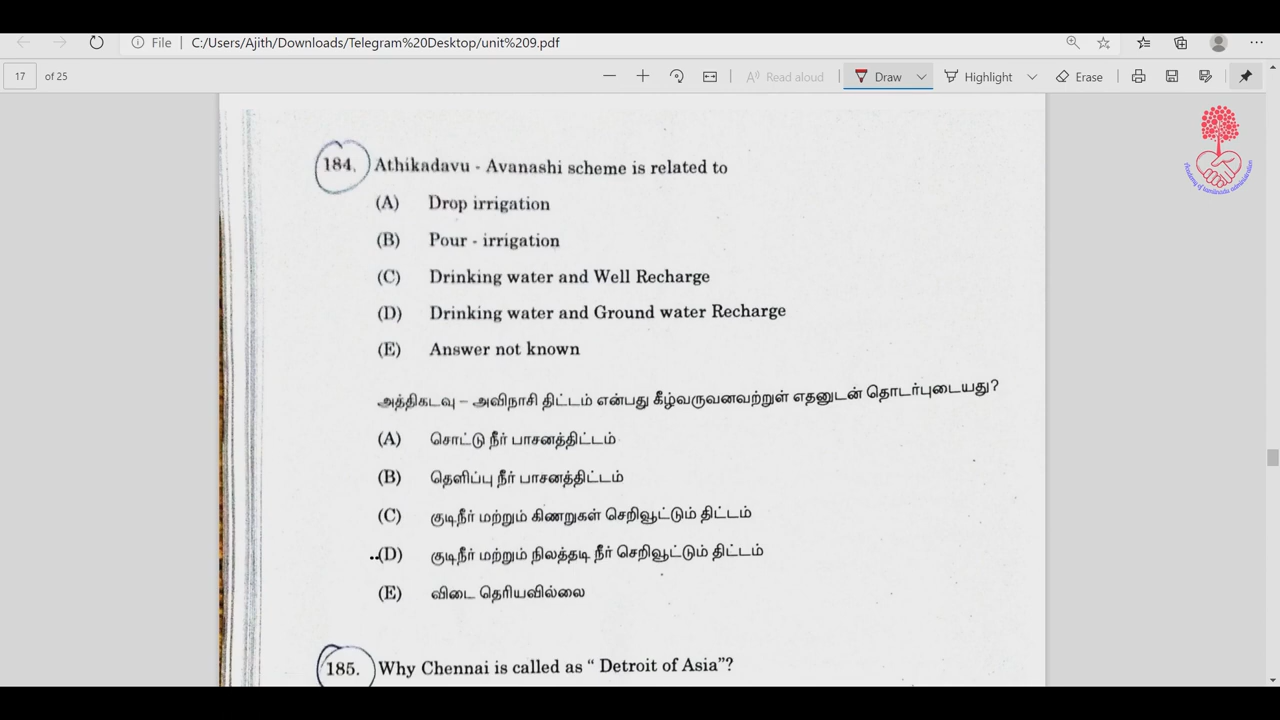 File C:/Users/Ajith/Downloads/Telegram%20Desktop/unit%209.pdf
17 of 25 Read aloud Draw Highlight Erase
184. Athikadavu - Avanashi scheme is related to
(A) Drop irrigation
(B) Pour - irrigation
(C) Drinking water and Well Recharge
(D) Drinking water and Ground water Recharge
(E) Answer not known
அத்திகடவு – அவிநாசி திட்டம் என்பது கீழ்வருவனவற்றுள் எதனுடன் தொடர்புடையது?
(A) சொட்டு நீர் பாசனத்திட்டம்
(B) தெளிப்பு நீர் பாசனத்திட்டம்
(C) குடிநீர் மற்றும் கிணறுகள் செறிவூட்டும் திட்டம்
(D) குடிநீர் மற்றும் நிலத்தடி நீர் செறிவூட்டும் திட்டம்
(E) விடை தெரியவில்லை
185. Why Chennai is called as “ Detroit of Asia”?
Academy of tamilnadu administration